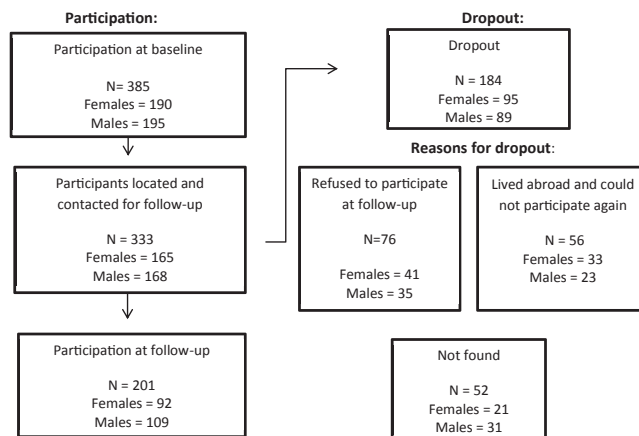 Participation:
Participation at baseline
N= 385
Females = 190
Males = 195
Participants located and
contacted for follow-up
N = 333
Females = 165
Males = 168
Participation at follow-up
N = 201
Females = 92
Males = 109
Dropout:
Dropout
N = 184
Females = 95
Males = 89
Reasons for dropout:
Refused to participate
at follow-up
N=76
Females = 41
Males = 35
Lived abroad and could
not participate again
N = 56
Females = 33
Males = 23
Not found
N = 52
Females = 21
Males = 31